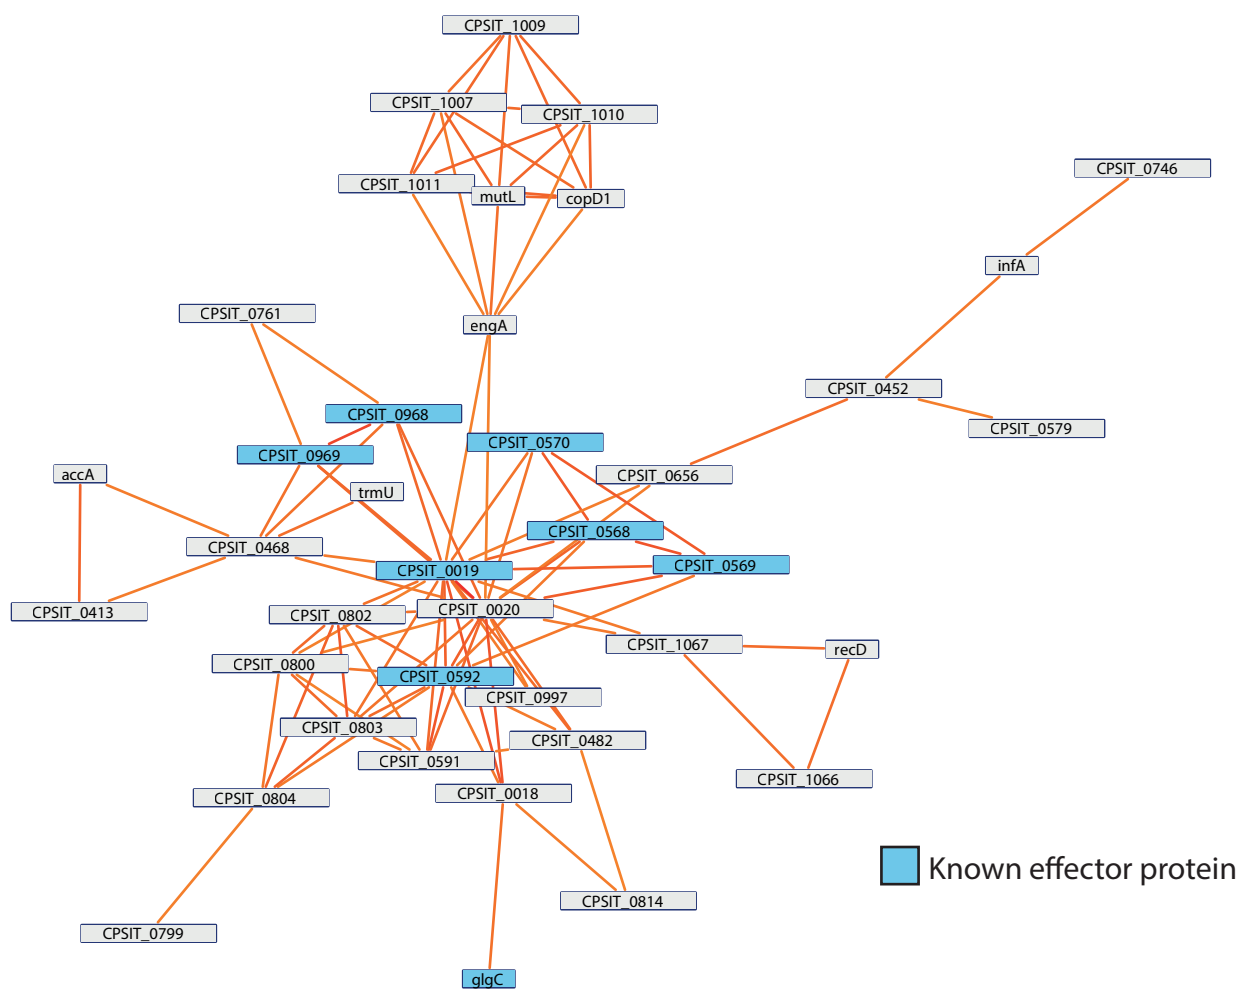 CPSIT_1009
CPSIT_1007
CPSIT_1010
CPSIT_0746
CPSIT_1011
mutL
copD1
infA
CPSIT_0761
engA
CPSIT_0452
CPSIT_0968
CPSIT_0579
CPSIT_0570
CPSIT_0969
accA
CPSIT_0656
trmU
CPSIT_0568
CPSIT_0468
CPSIT_0569
CPSIT_0019
CPSIT_0413
CPSIT_0802
CPSIT_0020
CPSIT_1067
recD
CPSIT_0800
CPSIT_0592
CPSIT_0997
CPSIT_0803
CPSIT_0482
CPSIT_0591
CPSIT_1066
CPSIT_0804
CPSIT_0018
Known effector protein
CPSIT_0814
CPSIT_0799
glgC